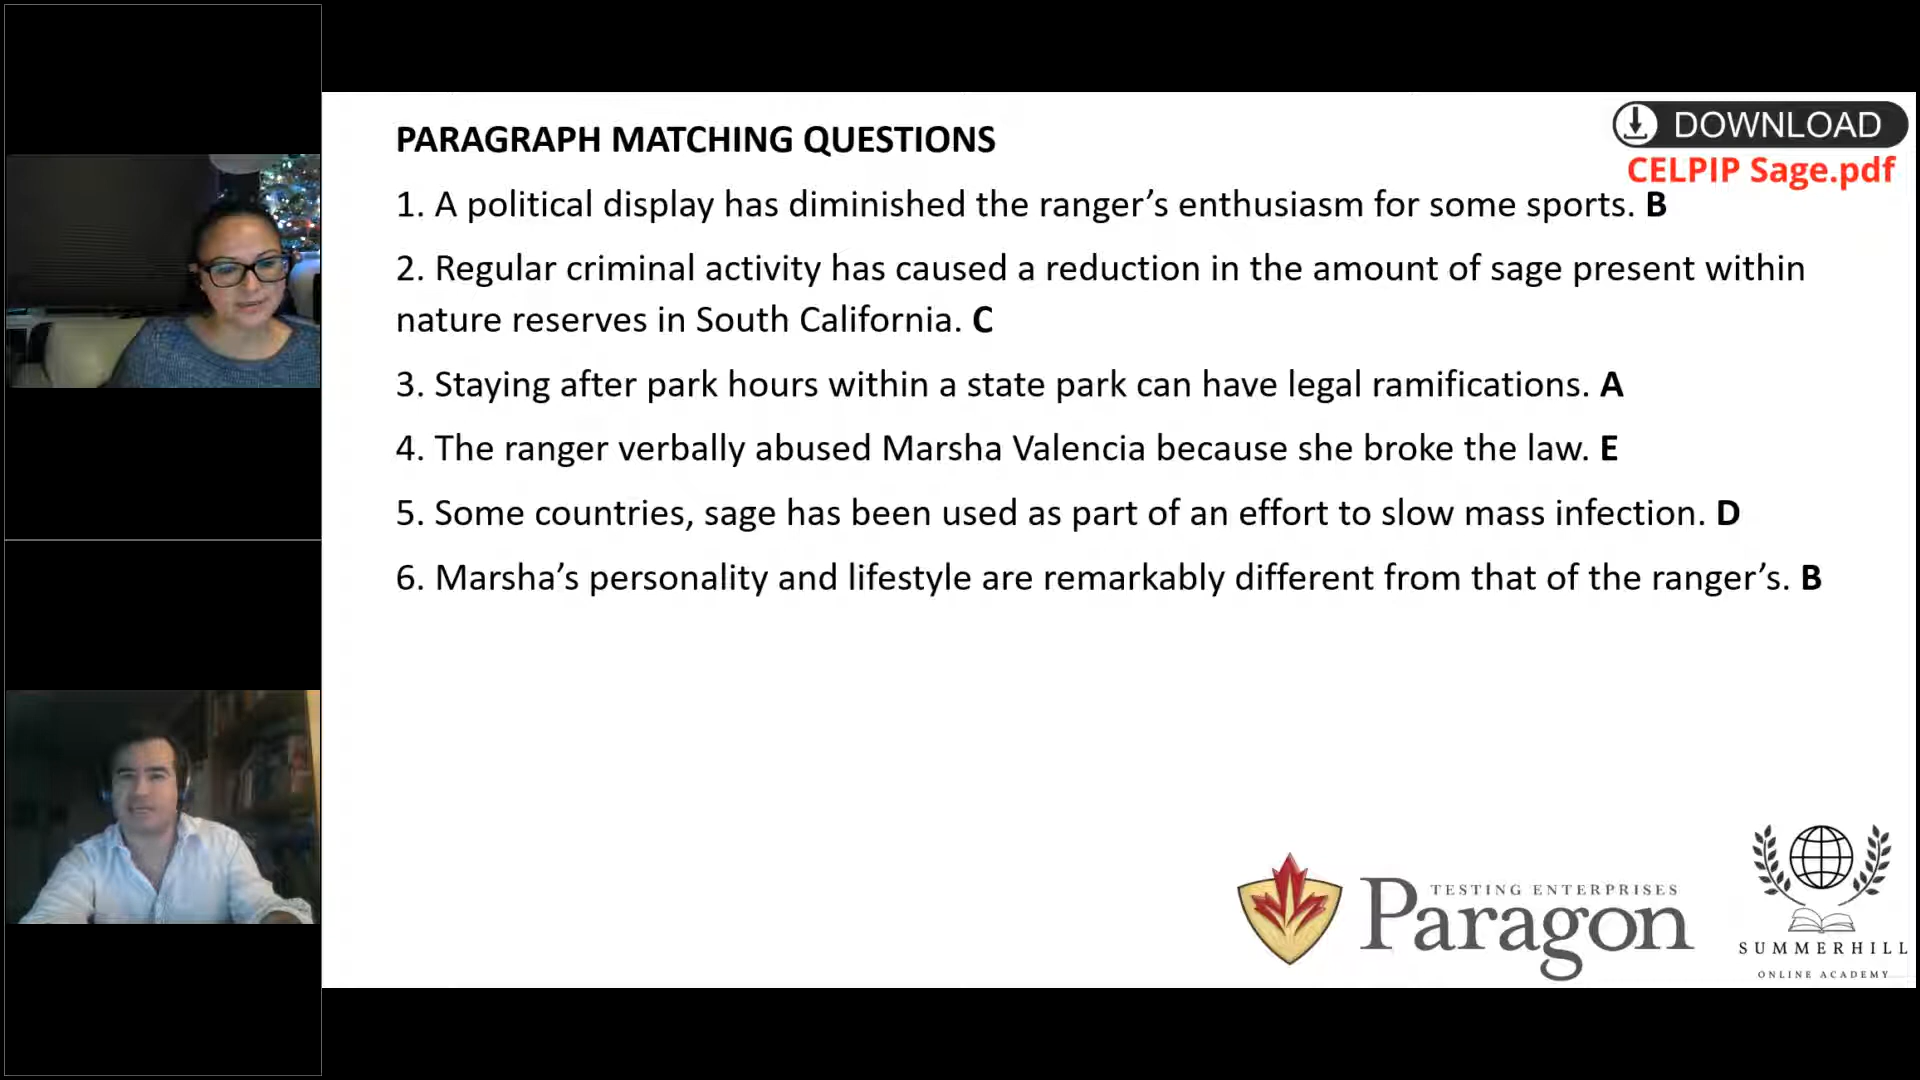 PARAGRAPH MATCHING QUESTIONS
DOWNLOAD
CELPIP Sage.pdf
1. A political display has diminished the ranger’s enthusiasm for some sports. B
2. Regular criminal activity has caused a reduction in the amount of sage present within
nature reserves in South California. C
3. Staying after park hours within a state park can have legal ramifications. A
4. The ranger verbally abused Marsha Valencia because she broke the law. E
5. Some countries, sage has been used as part of an effort to slow mass infection. D
6. Marsha’s personality and lifestyle are remarkably different from that of the ranger’s. B
TESTING ENTERPRISES
Paragon
SUMMERHILL
ONLINE ACADEMY